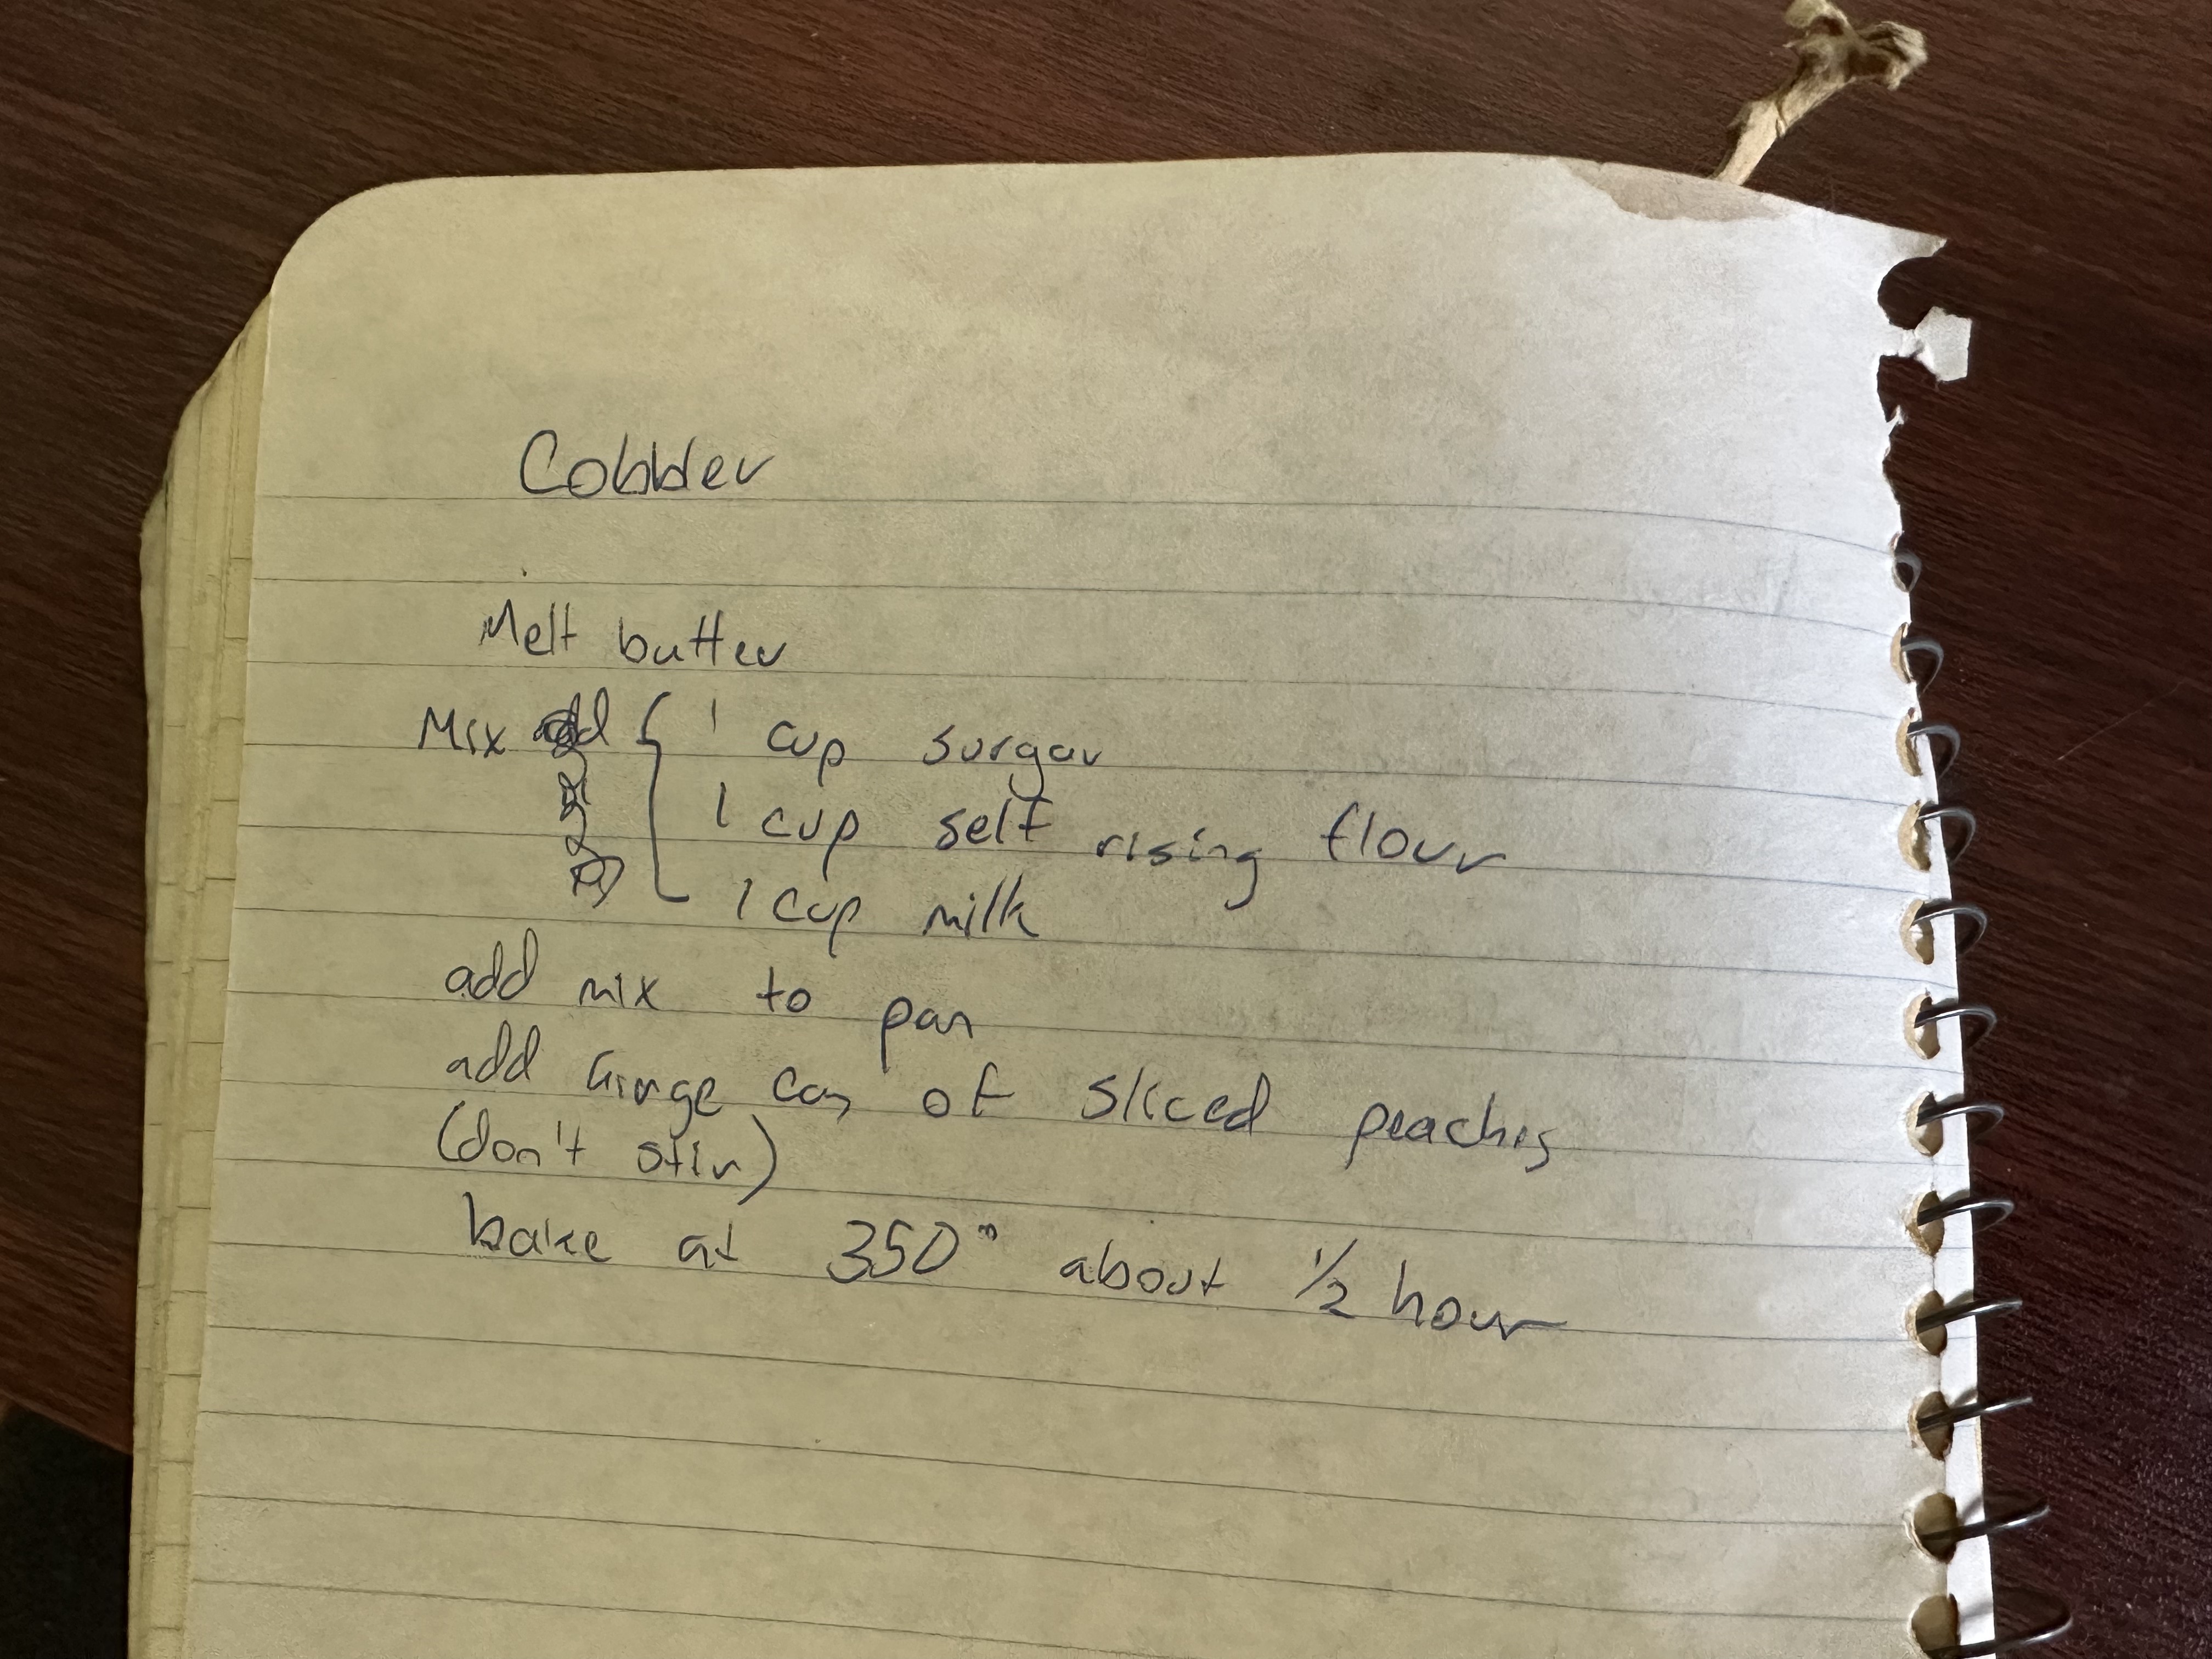 Cobbler
Melt butter
Mix add { 1 cup surgar
1 cup self rising flour
1 cup milk
add mix to pan
add large can of sliced peaches
(don't stir)
bake at 350° about 1/2 hour